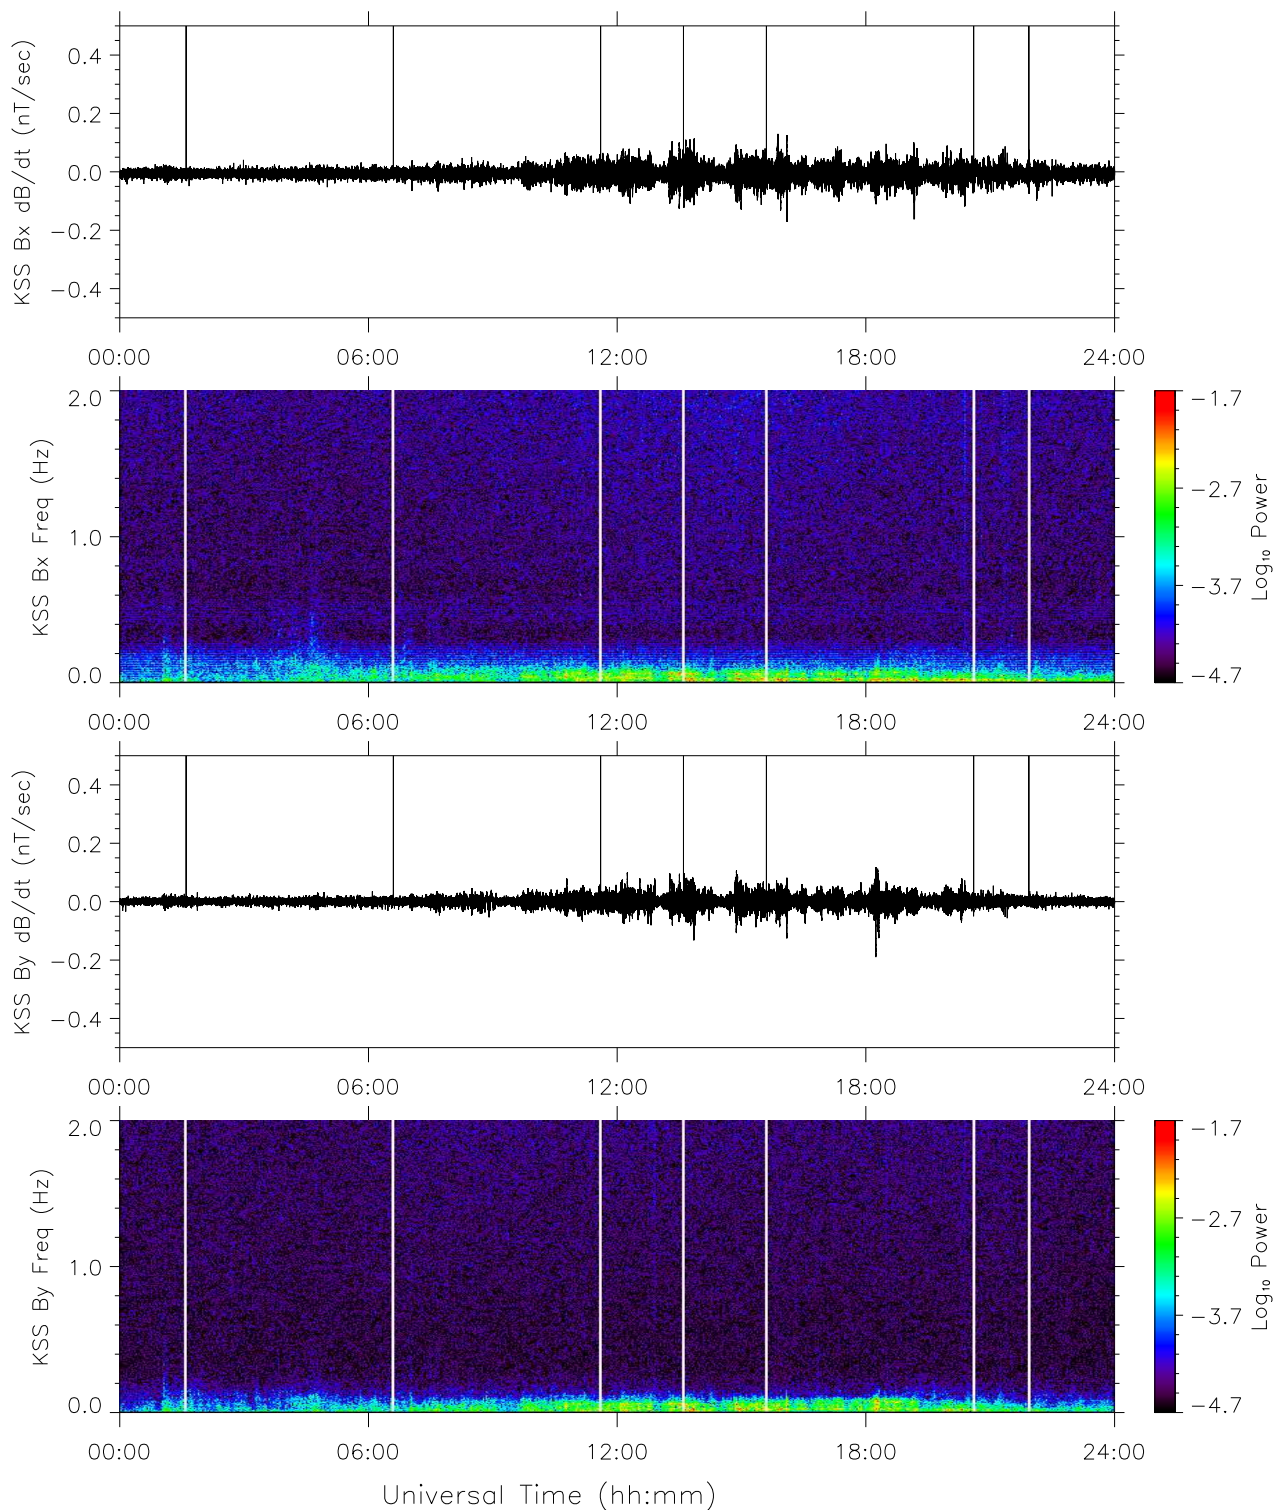 KSS Bx dB/dt (nT/sec)
0.4
0.2
0.0
−0.2
−0.4
00:00 06:00 12:00 18:00 24:00
KSS Bx Freq (Hz)
2.0
1.0
0.0
00:00 06:00 12:00 18:00 24:00
−1.7
−2.7
−3.7
−4.7
Log₁₀ Power
KSS By dB/dt (nT/sec)
0.4
0.2
0.0
−0.2
−0.4
00:00 06:00 12:00 18:00 24:00
KSS By Freq (Hz)
2.0
1.0
0.0
00:00 06:00 12:00 18:00 24:00
−1.7
−2.7
−3.7
−4.7
Log₁₀ Power
Universal Time (hh:mm)